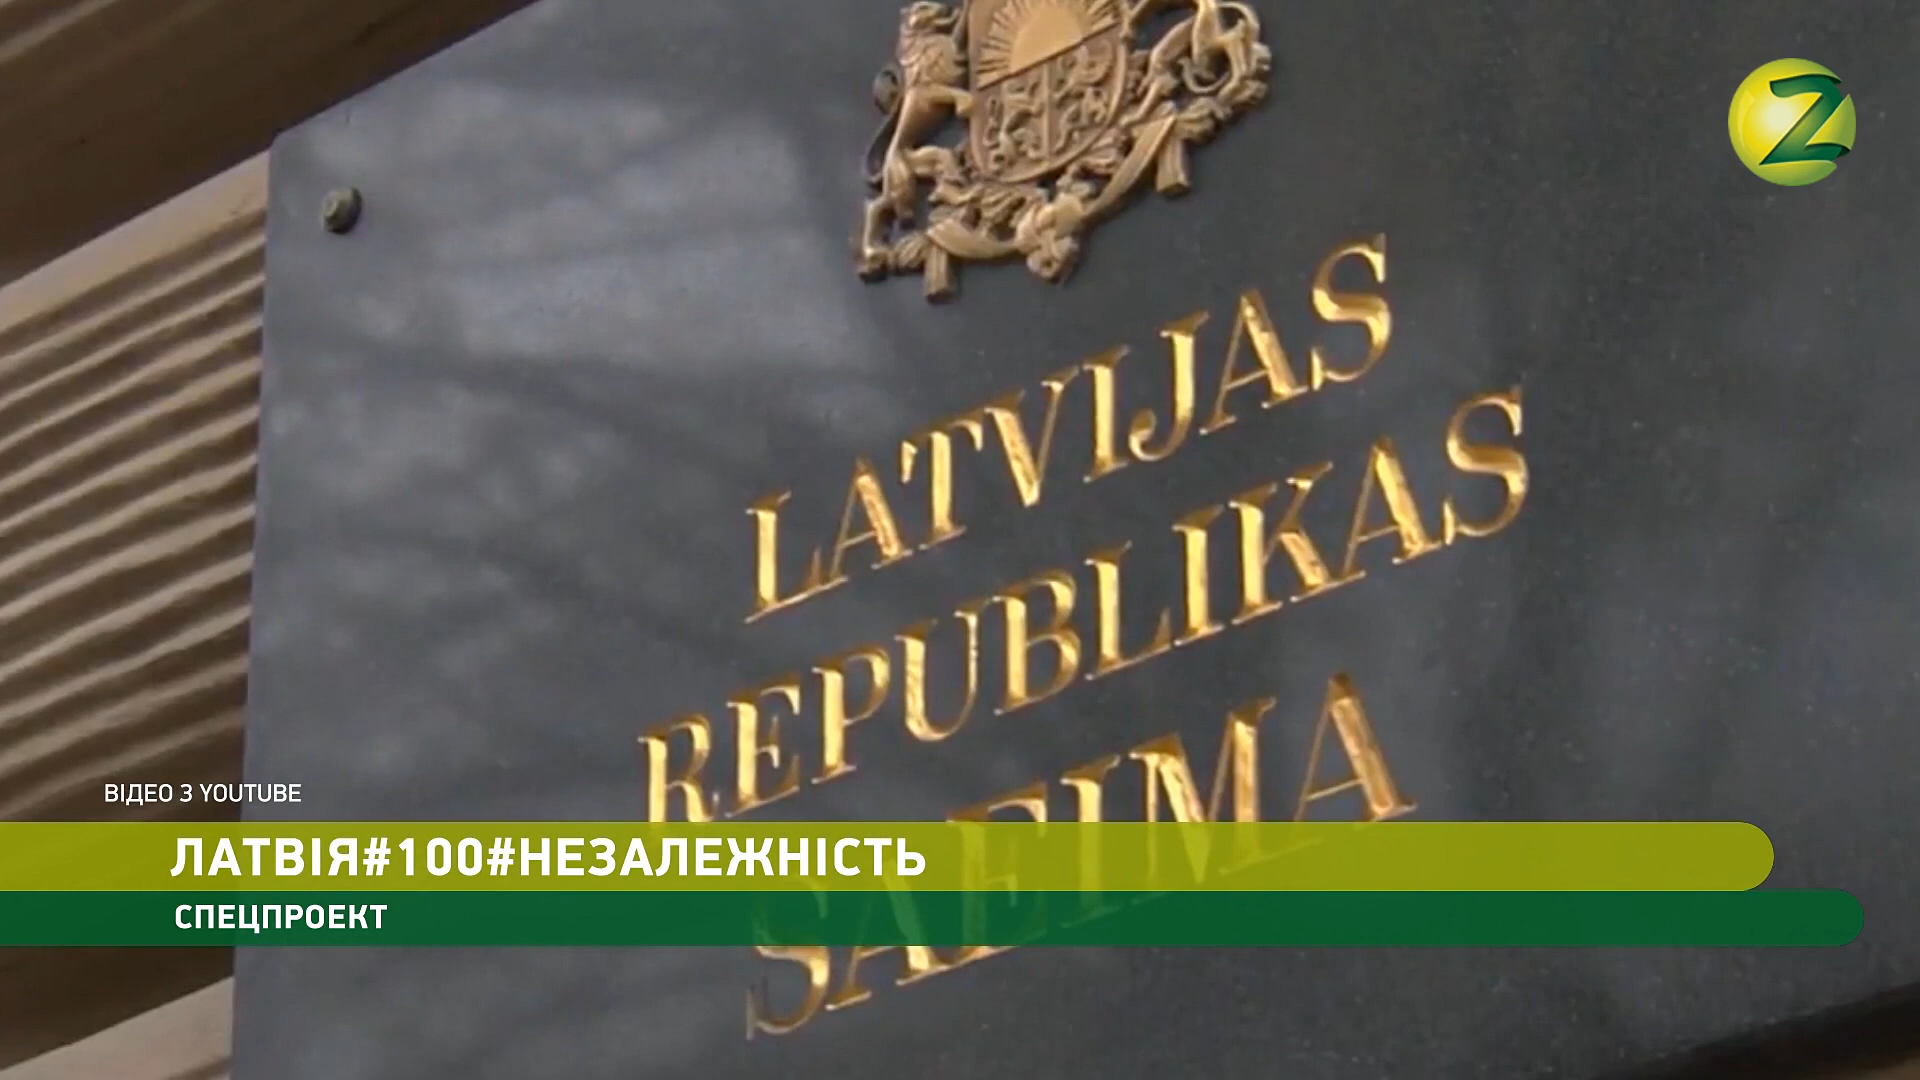 Z
LATVIJAS
REPUBLIKAS
SAEIMA
ВІДЕО З YOUTUBE
ЛАТВІЯ#100#НЕЗАЛЕЖНІСТЬ
СПЕЦПРОЕКТ